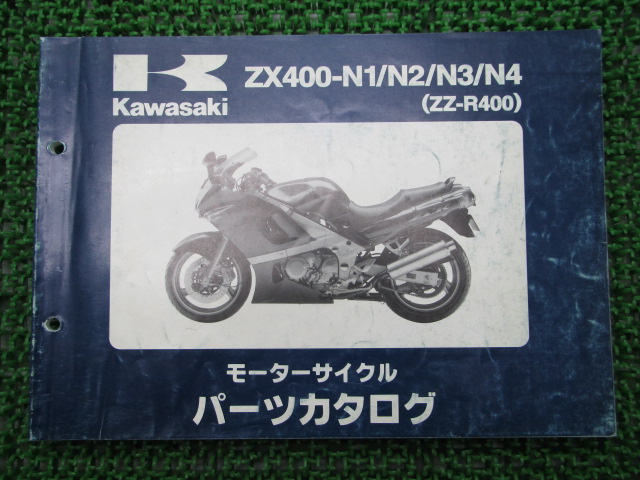 ZX400-N1/N2/N3/N4
Kawasaki
(ZZ-R400)
モーターサイクル
パーツカタログ